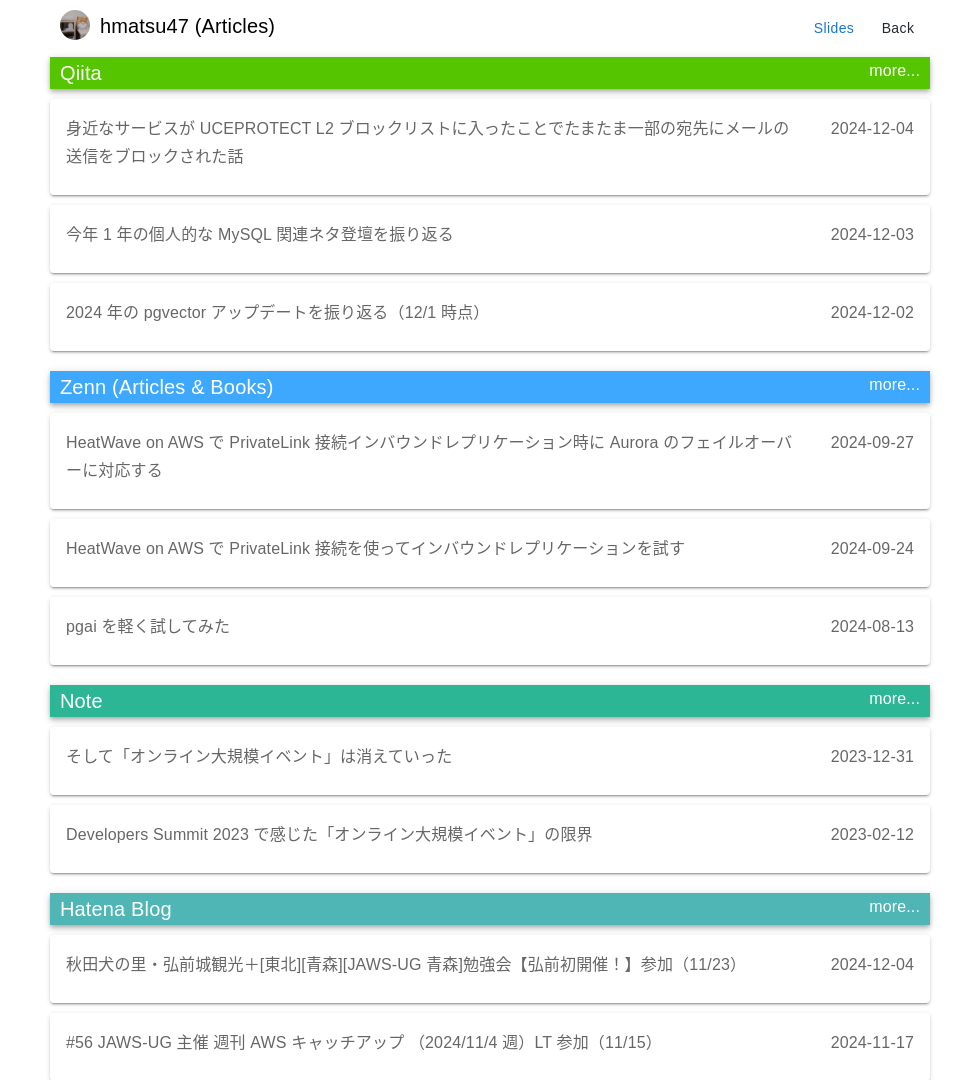 hmatsu47 (Articles)
Slides
Back
Qiita
more...
身近なサービスが UCEPROTECT L2 ブロックリストに入ったことでたまたま一部の宛先にメールの
送信をブロックされた話
2024-12-04
今年 1 年の個人的な MySQL 関連ネタ登壇を振り返る
2024-12-03
2024 年の pgvector アップデートを振り返る（12/1 時点）
2024-12-02
Zenn (Articles & Books)
more...
HeatWave on AWS で PrivateLink 接続インバウンドレプリケーション時に Aurora のフェイルオーバ
ーに対応する
2024-09-27
HeatWave on AWS で PrivateLink 接続を使ってインバウンドレプリケーションを試す
2024-09-24
pgai を軽く試してみた
2024-08-13
Note
more...
そして「オンライン大規模イベント」は消えていった
2023-12-31
Developers Summit 2023 で感じた「オンライン大規模イベント」の限界
2023-02-12
Hatena Blog
more...
秋田犬の里・弘前城観光＋[東北][青森][JAWS-UG 青森]勉強会【弘前初開催！】参加（11/23）
2024-12-04
#56 JAWS-UG 主催 週刊 AWS キャッチアップ （2024/11/4 週）LT 参加（11/15）
2024-11-17